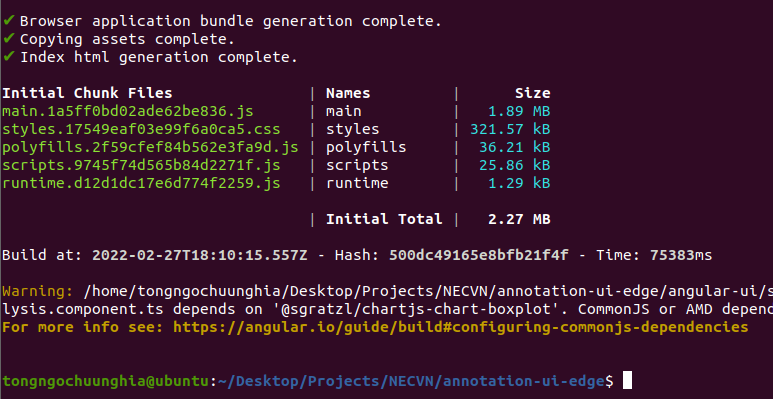 ✔ Browser application bundle generation complete.
✔ Copying assets complete.
✔ Index html generation complete.
Initial Chunk Files | Names | Size
main.1a5ff0bd02ade62be836.js | main | 1.89 MB
styles.17549eaf03e99f6a0ca5.css | styles | 321.57 kB
polyfills.2f59cfef84b562e3fa9d.js | polyfills | 36.21 kB
scripts.9745f74d565b84d2271f.js | scripts | 25.86 kB
runtime.d12d1dc17e6d774f2259.js | runtime | 1.29 kB
| Initial Total | 2.27 MB
Build at: 2022-02-27T18:10:15.557Z - Hash: 500dc49165e8bfb21f4f - Time: 75383ms
Warning: /home/tongngochuunghia/Desktop/Projects/NECVN/annotation-ui-edge/angular-ui/s
lysis.component.ts depends on '@sgratzl/chartjs-chart-boxplot'. CommonJS or AMD depend
For more info see: https://angular.io/guide/build#configuring-commonjs-dependencies
tongngochuunghia@ubuntu:~/Desktop/Projects/NECVN/annotation-ui-edge$